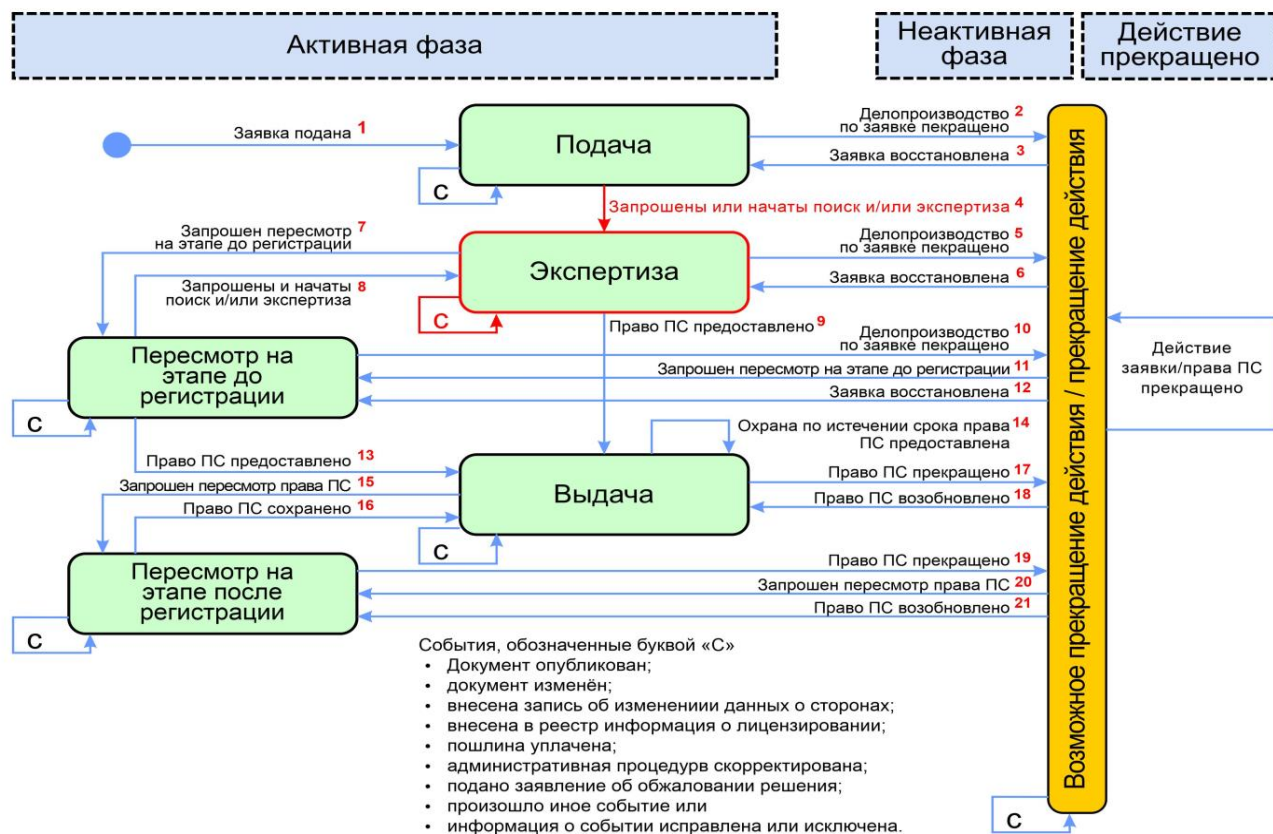 Активная фаза
Неактивная
фаза
Действие
прекращено
Заявка подана 1
Подача
Делопроизводство 2
по заявке пекращено
Заявка восстановлена 3
С
Запрошены или начаты поиск и/или экспертиза 4
Запрошен пересмотр 7
на этапе до регистрации
Экспертиза
Делопроизводство 5
по заявке пекращено
Заявка восстановлена 6
Запрошены и начаты 8
поиск и/или экспертиза
С
Право ПС предоставлено 9
Пересмотр на
этапе до
регистрации
Делопроизводство 10
по заявке пекращено
Запрошен пересмотр на этапе до регистрации 11
Заявка восстановлена 12
С
Действие
заявки/права ПС
прекращено
Охрана по истечении срока права 14
ПС предоставлена
Право ПС предоставлено 13
Запрошен пересмотр права ПС 15
Право ПС сохранено 16
Выдача
Право ПС прекращено 17
Право ПС возобновлено 18
С
Пересмотр на
этапе после
регистрации
Право ПС прекращено 19
Запрошен пересмотр права ПС 20
Право ПС возобновлено 21
С
Возможное прекращение действия / прекращение действия
События, обозначенные буквой «С»
• Документ опубликован;
• документ изменён;
• внесена запись об изменениии данных о сторонах;
• внесена в реестр информация о лицензировании;
• пошлина уплачена;
• административная процедурв скорректирована;
• подано заявление об обжаловании решения;
• произошло иное событие или
• информация о событии исправлена или исключена.
С